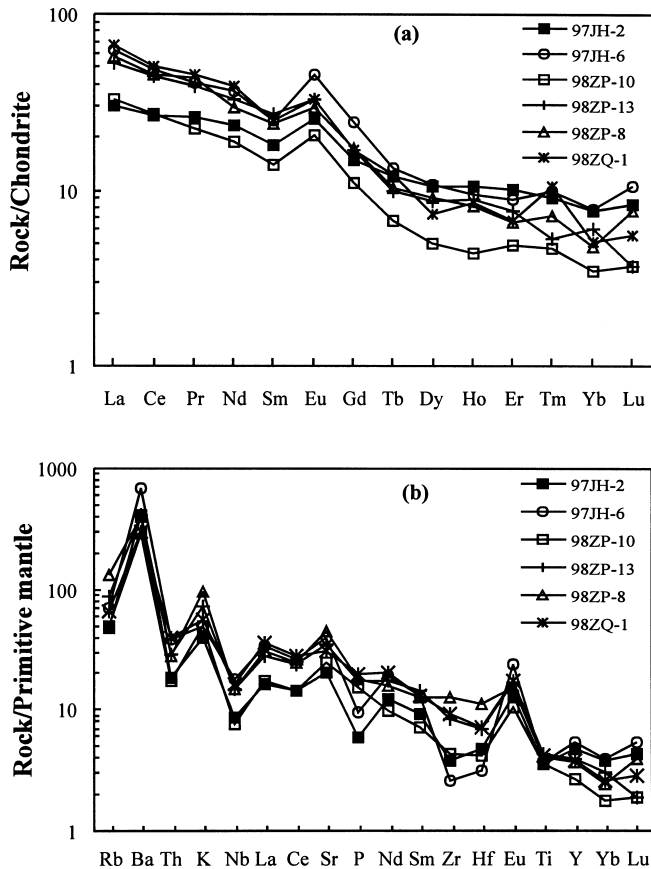 100
(a)
97JH-2
97JH-6
98ZP-10
98ZP-13
98ZP-8
98ZQ-1
10
1
Rock/Chondrite
La Ce Pr Nd Sm Eu Gd Tb Dy Ho Er Tm Yb Lu
1000
(b)
97JH-2
97JH-6
98ZP-10
98ZP-13
98ZP-8
98ZQ-1
100
10
1
Rock/Primitive mantle
Rb Ba Th K Nb La Ce Sr P Nd Sm Zr Hf Eu Ti Y Yb Lu